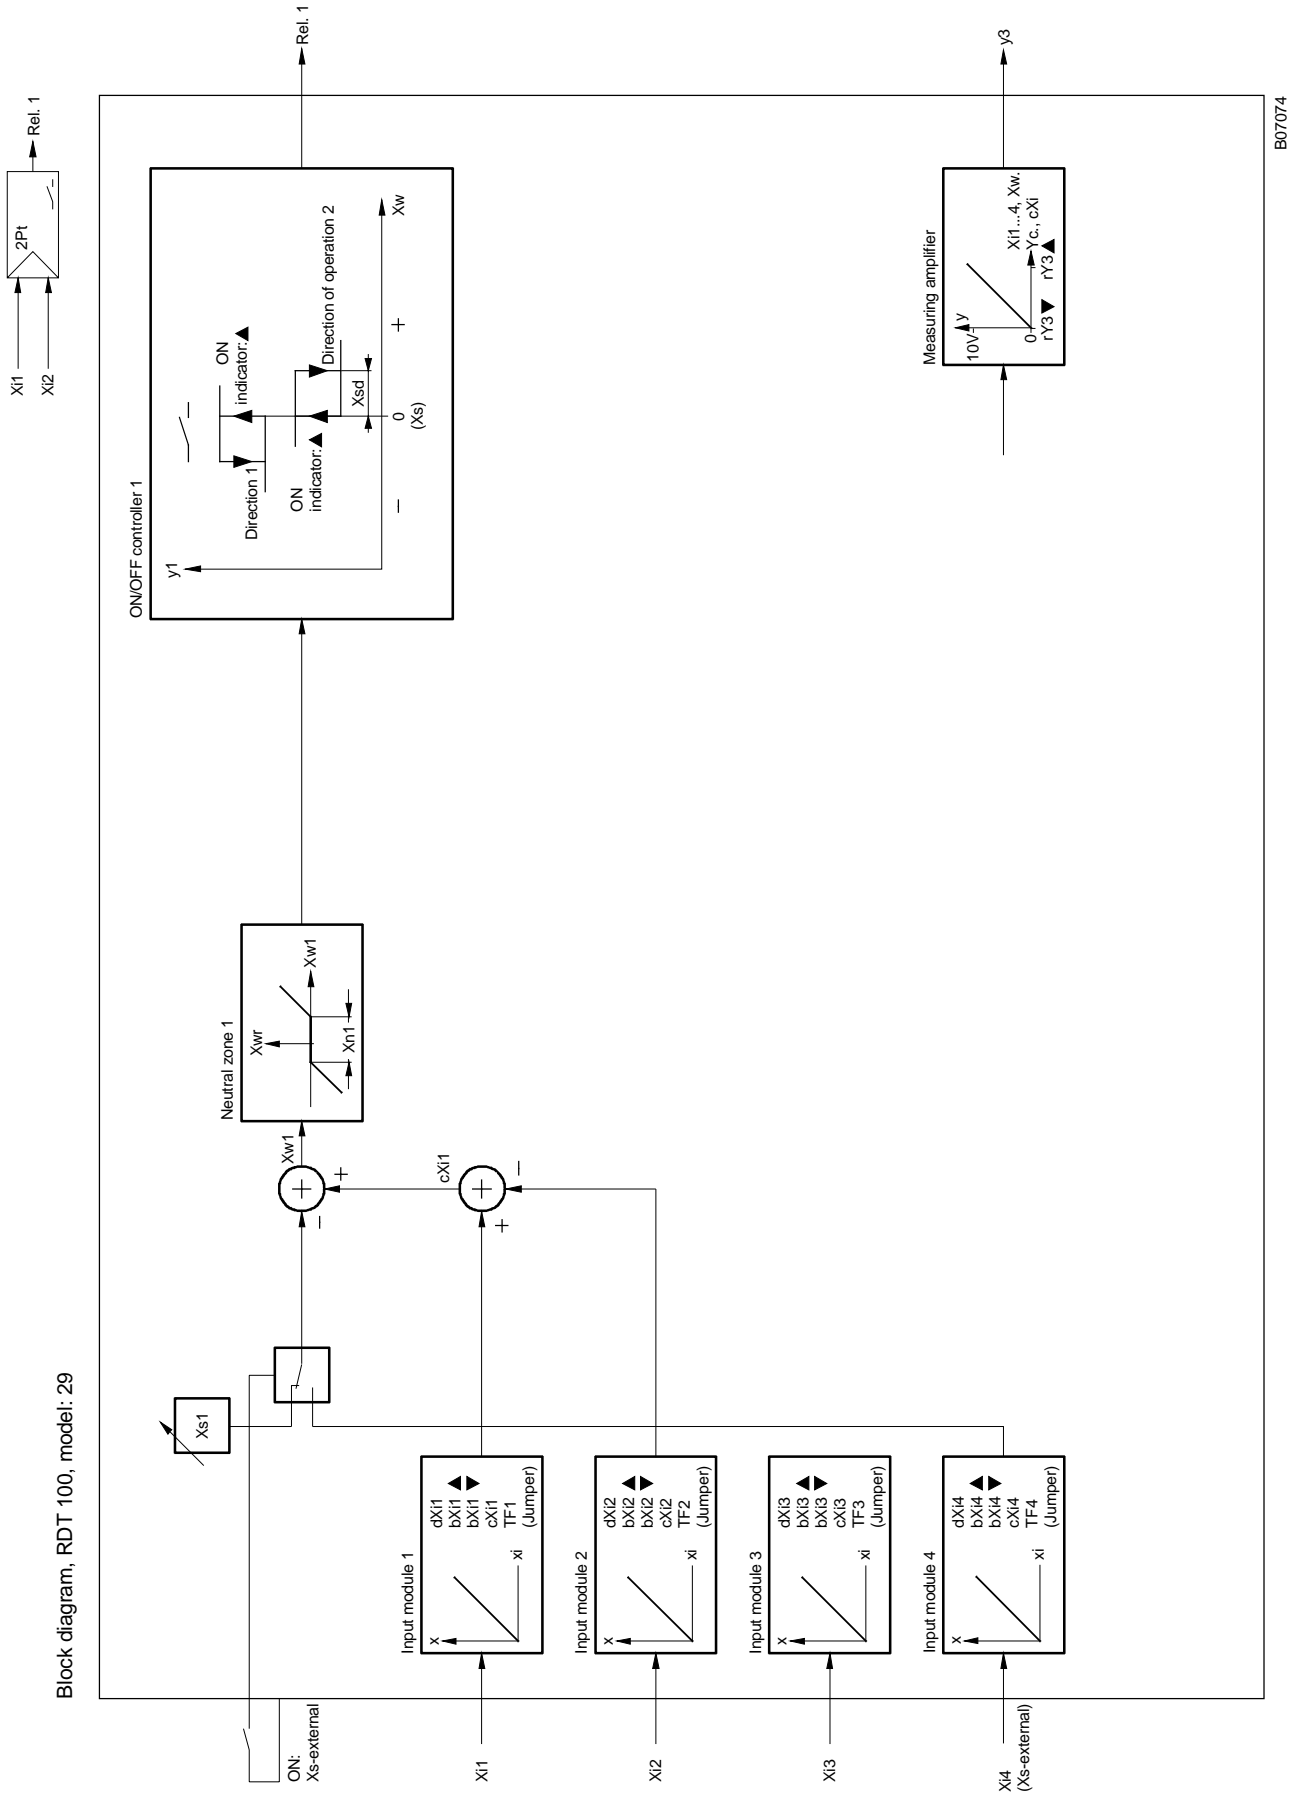 Block diagram, RDT 100, model: 29
Xi1
Xi2
2Pt
Rel. 1
ON:
Xs-external
Xs1
Xw1
+
−
Neutral zone 1
Xwr
Xw1
Xn1
ON/OFF controller 1
y1
Direction 1
ON
indicator:▲
ON
indicator:▲
Direction of operation 2
Xsd
−
0
(Xs)
+
Xw
Rel. 1
cXi1
+
−
Xi1
Input module 1
x
xi
dXi1
bXi1 ▲
bXi1 ▼
cXi1
TF1
(Jumper)
Xi2
Input module 2
x
xi
dXi2
bXi2 ▲
bXi2 ▼
cXi2
TF2
(Jumper)
Xi3
Input module 3
x
xi
dXi3
bXi3 ▲
bXi3 ▼
cXi3
TF3
(Jumper)
Xi4
(Xs-external)
Input module 4
x
xi
dXi4
bXi4 ▲
bXi4 ▼
cXi4
TF4
(Jumper)
Measuring amplifier
y
10V
0
Xi1...4, Xw.
Yc., cXi
rY3 ▼ rY3 ▲
y3
B07074